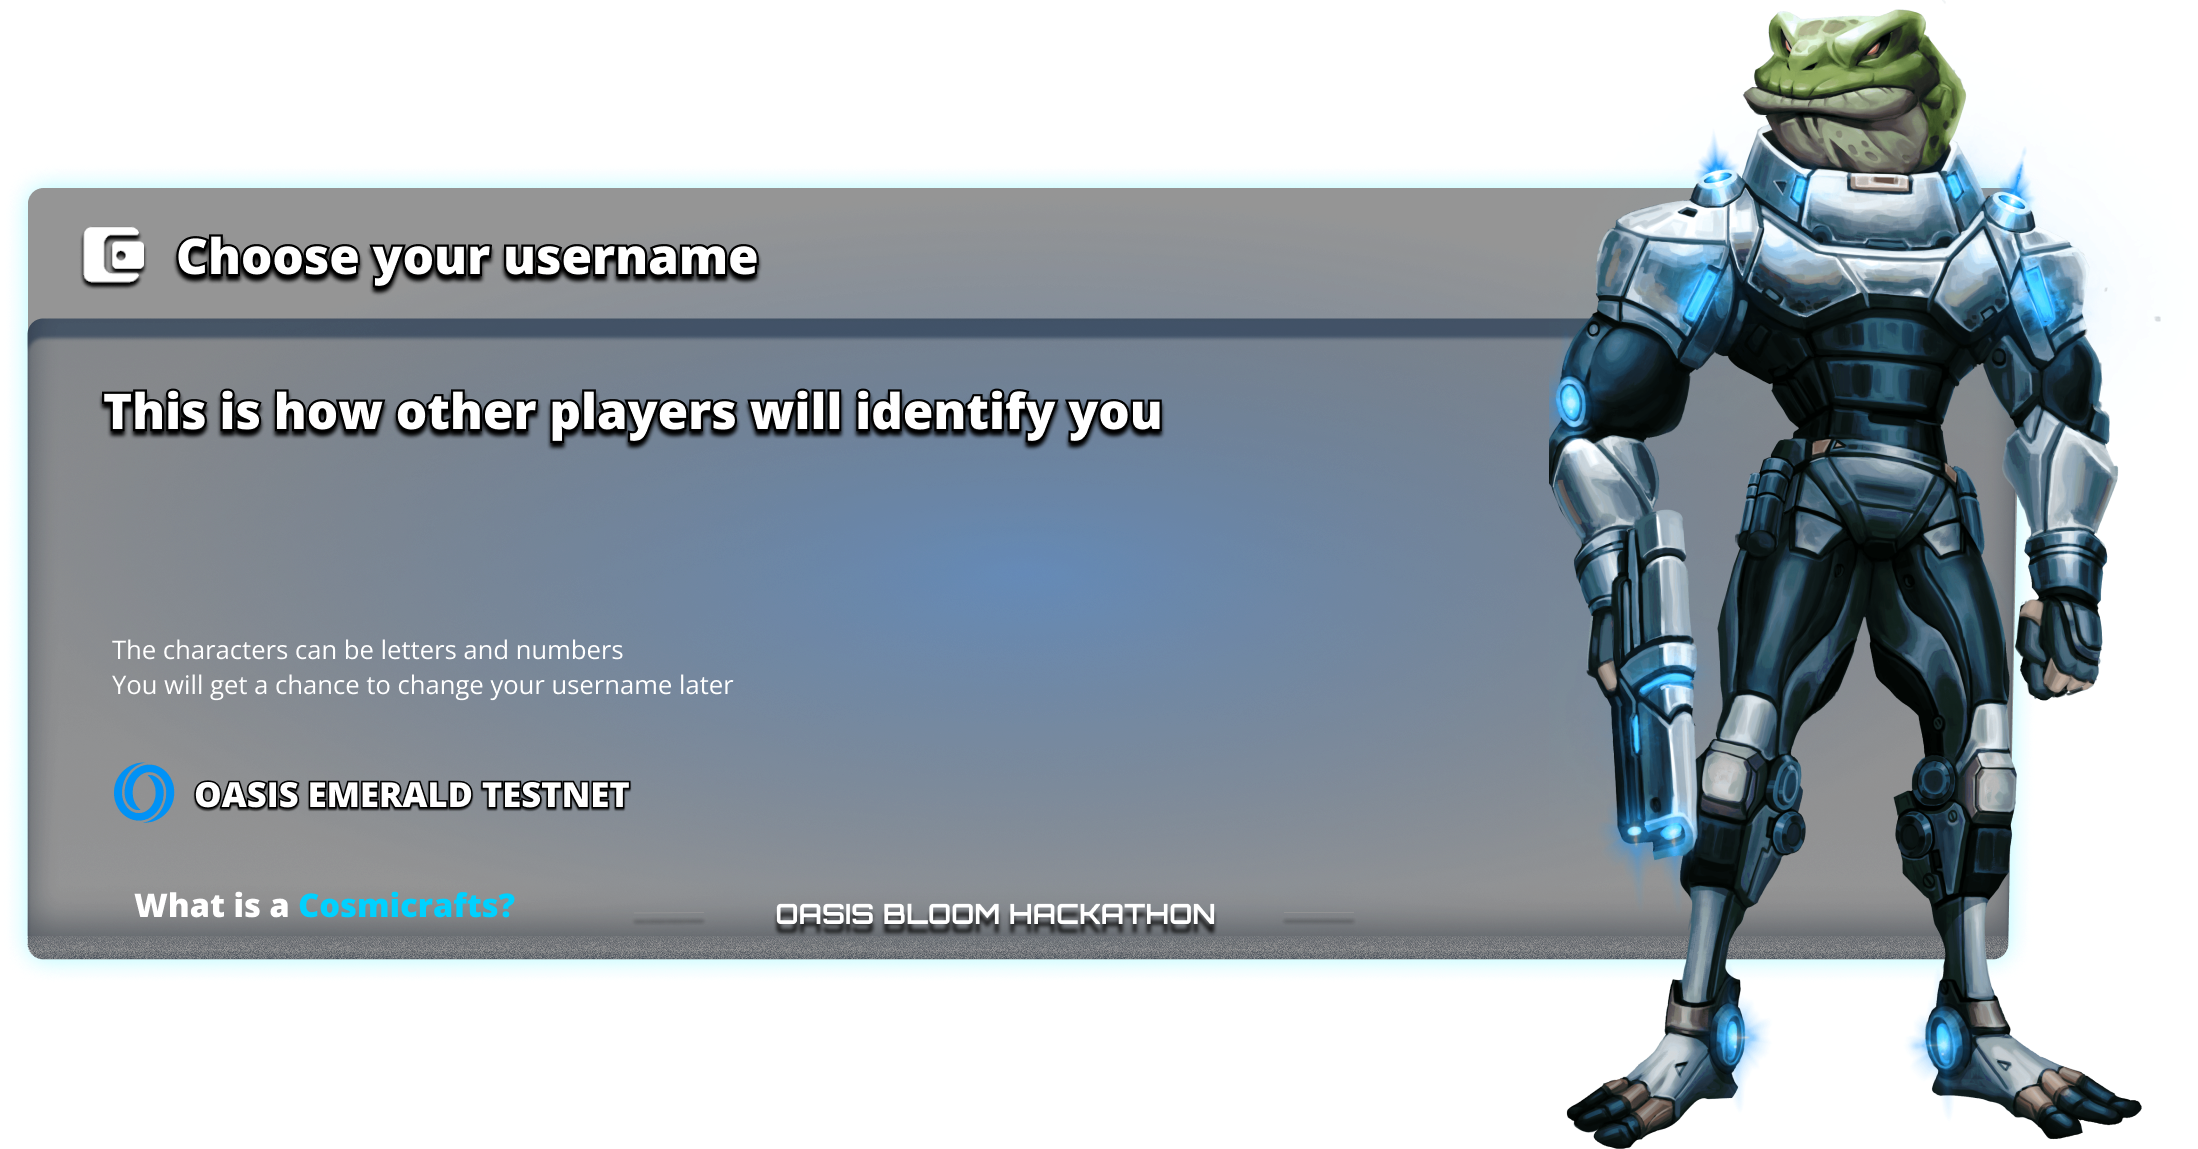 Choose your username
This is how other players will identify you
The characters can be letters and numbers
You will get a chance to change your username later
OASIS EMERALD TESTNET
What is a Cosmicrafts?
OASIS BLOOM HACKATHON